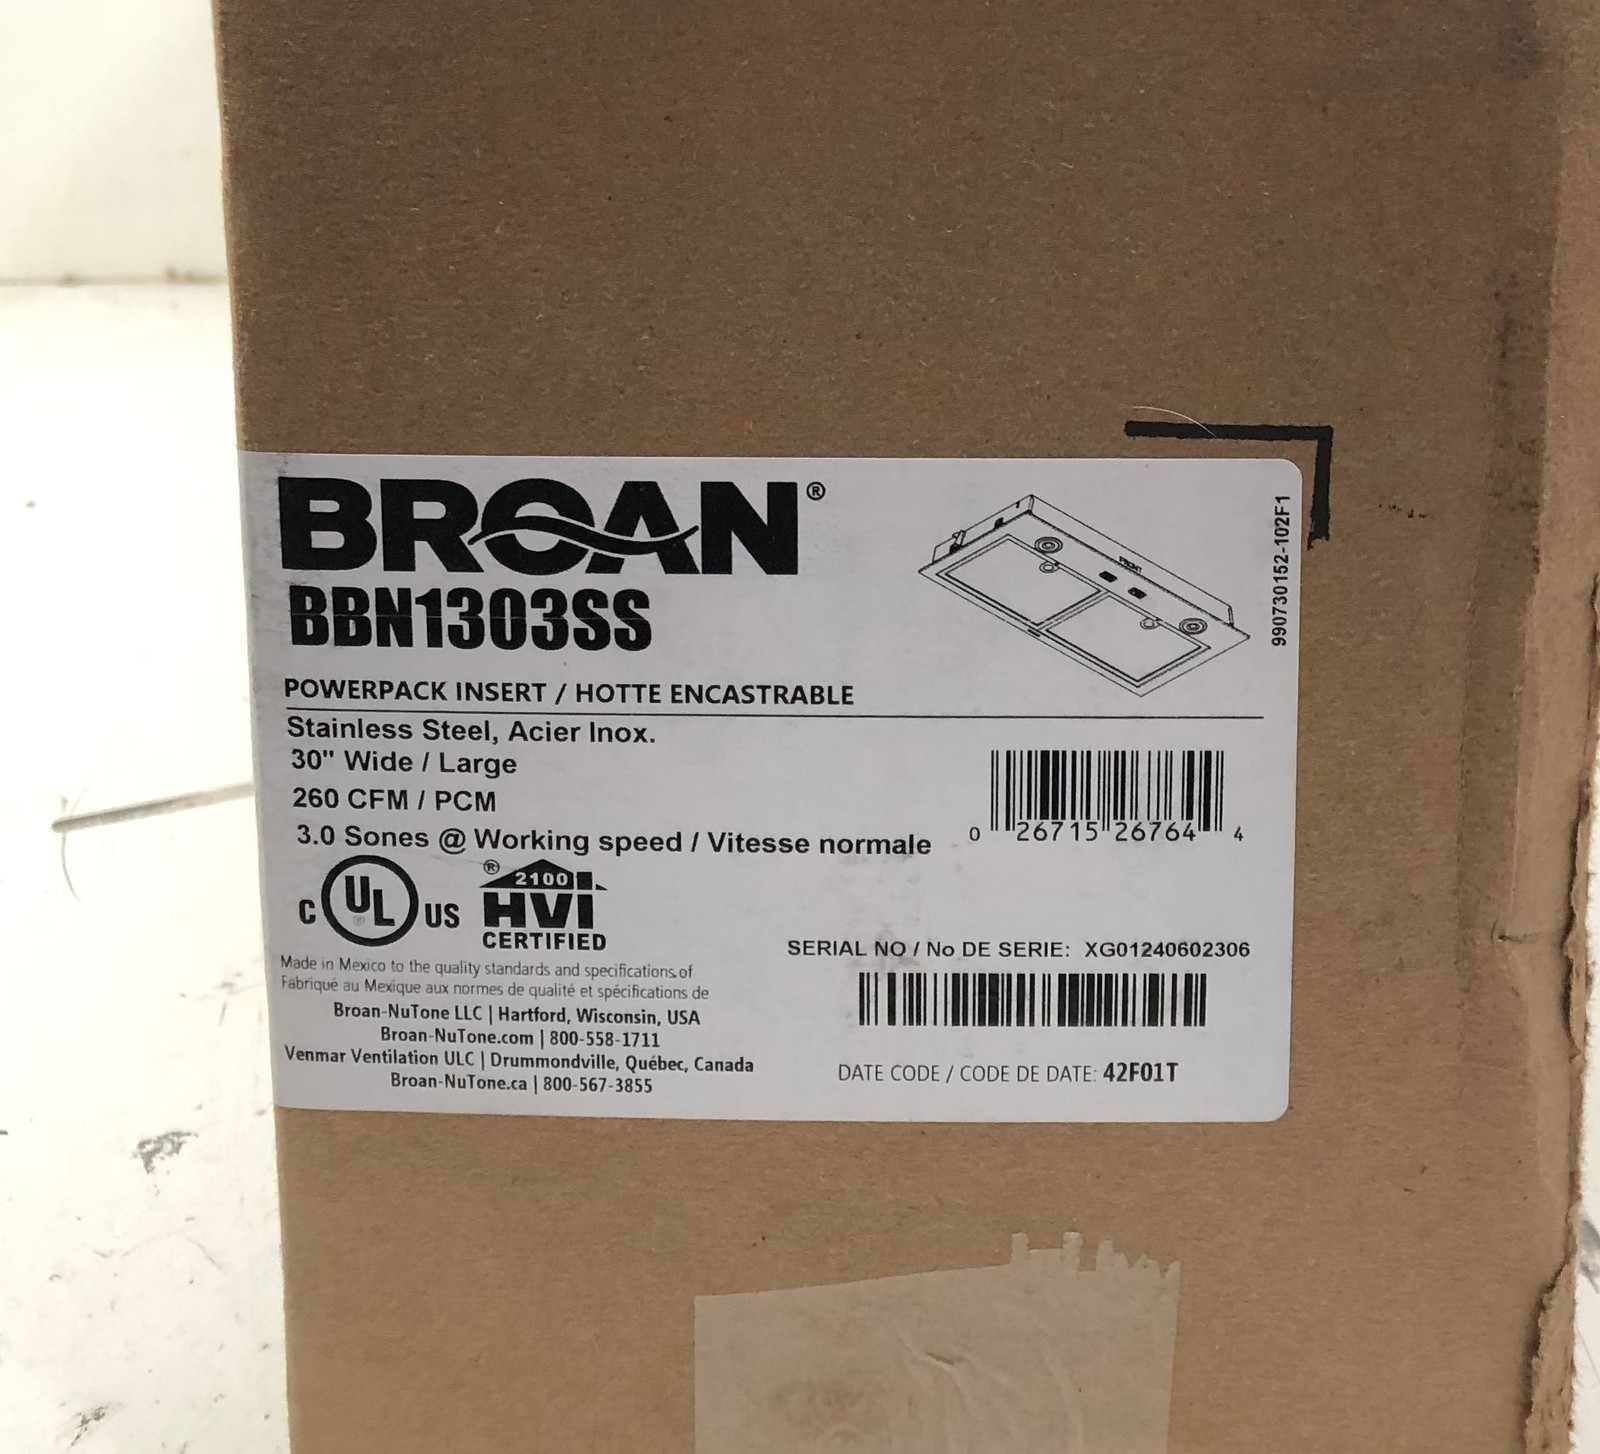 BROAN®
BBN1303SS
POWERPACK INSERT / HOTTE ENCASTRABLE
Stainless Steel, Acier Inox.
30" Wide / Large
260 CFM / PCM
3.0 Sones @ Working speed / Vitesse normale
FRONT
990730152-102F1
0 26715 26764 4
C UL® US
® 2100
HVI
CERTIFIED
Made in Mexico to the quality standards and specifications of
Fabriqué au Mexique aux normes de qualité et spécifications de
Broan-NuTone LLC | Hartford, Wisconsin, USA
Broan-NuTone.com | 800-558-1711
Venmar Ventilation ULC | Drummondville, Québec, Canada
Broan-NuTone.ca | 800-567-3855
SERIAL NO / No DE SERIE: XG01240602306
DATE CODE / CODE DE DATE: 42F01T